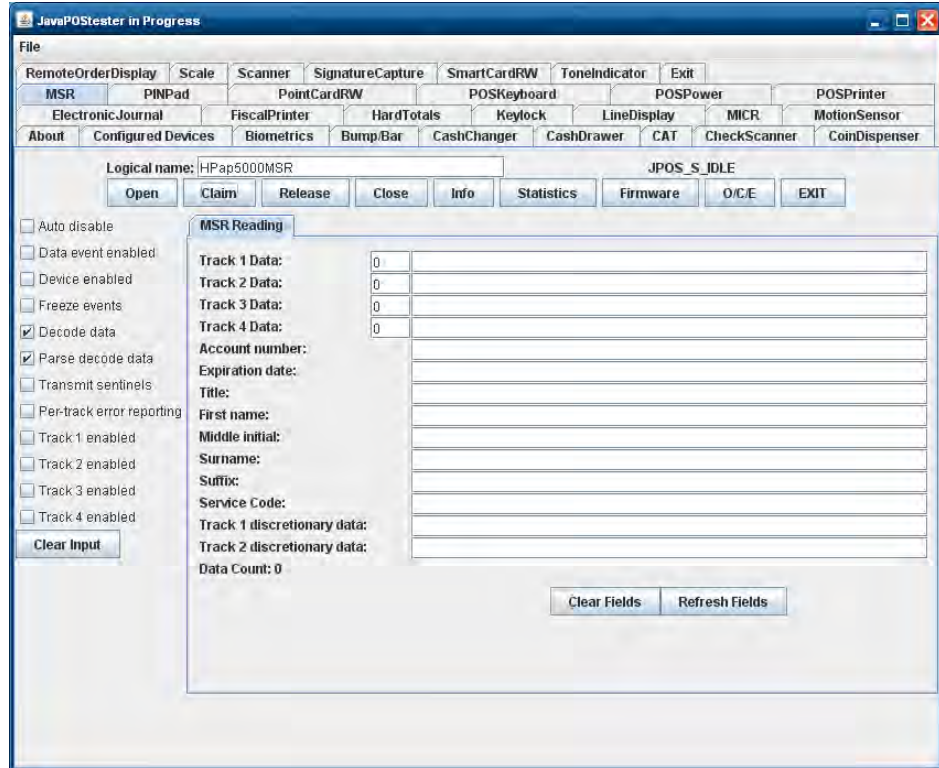 JavaPOStester in Progress
File
RemoteOrderDisplay Scale Scanner SignatureCapture SmartCardRW ToneIndicator Exit
MSR PINPad PointCardRW POSKeyboard POSPower POSPrinter
ElectronicJournal FiscalPrinter HardTotals Keylock LineDisplay MICR MotionSensor
About Configured Devices Biometrics Bump/Bar CashChanger CashDrawer CAT CheckScanner CoinDispenser
Logical name: HPap5000MSR JPOS_S_IDLE
Open Claim Release Close Info Statistics Firmware O/C/E EXIT
Auto disable
Data event enabled
Device enabled
Freeze events
Decode data
Parse decode data
Transmit sentinels
Per-track error reporting
Track 1 enabled
Track 2 enabled
Track 3 enabled
Track 4 enabled
Clear Input
MSR Reading
Track 1 Data: 0
Track 2 Data: 0
Track 3 Data: 0
Track 4 Data: 0
Account number:
Expiration date:
Title:
First name:
Middle initial:
Surname:
Suffix:
Service Code:
Track 1 discretionary data:
Track 2 discretionary data:
Data Count: 0
Clear Fields Refresh Fields